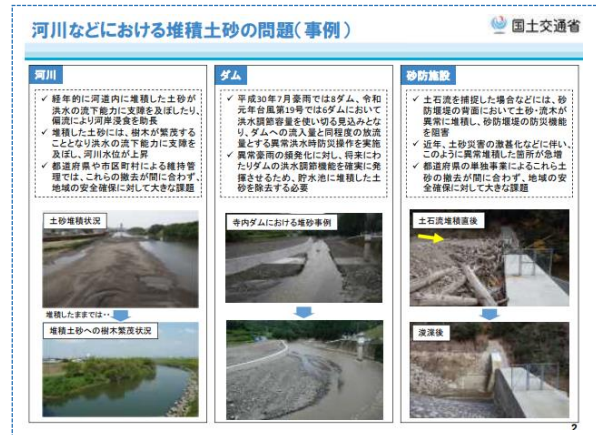 河川などにおける堆積土砂の問題(事例)
国土交通省
河川
✓ 経年的に河道内に堆積した土砂が
洪水の流下能力に支障を及ぼしたり、
偏流により河岸浸食を助長
✓ 堆積した土砂には、樹木が繁茂する
こととなり洪水の流下能力に支障を
及ぼし、河川水位が上昇
✓ 都道府県や市区町村による維持管
理では、これらの撤去が間に合わず、
地域の安全確保に対して大きな課題
土砂堆積状況
堆積したままでは・・
堆積土砂への樹木繁茂状況
ダム
✓ 平成30年7月豪雨では8ダム、令和
元年台風第19号では6ダムにおいて
洪水調節容量を使い切る見込みとな
り、ダムへの流入量と同程度の放流
量とする異常洪水時防災操作を実施
✓ 異常豪雨の頻発化に対し、将来にわ
たりダムの洪水調節機能を確実に発
揮させるため、貯水池に堆積した土
砂を除去する必要
寺内ダムにおける堆砂事例
砂防施設
✓ 土石流を捕捉した場合などには、砂
防堰堤の背面において土砂・流木が
異常に堆積し、砂防堰堤の防災機能
を阻害
✓ 近年、土砂災害の激甚化などに伴い、
このように異常堆積した箇所が急増
✓ 都道府県の単独事業によるこれら土
砂の撤去が間に合わず、地域の安
全確保に対して大きな課題
土石流堆積直後
浚渫後
2